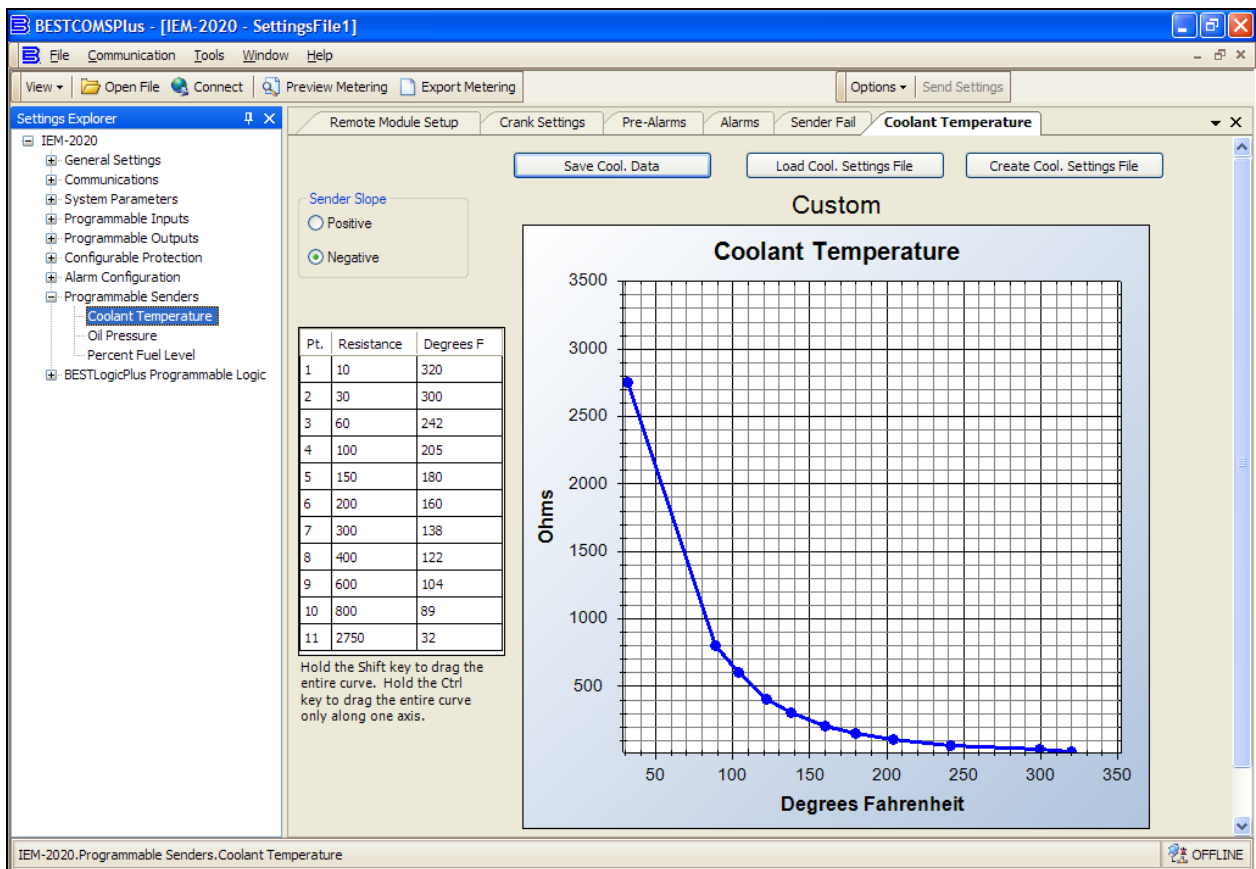 BESTCOMSPlus - [IEM-2020 - SettingsFile1]
File Communication Tools Window Help
View Open File Connect Preview Metering Export Metering Options Send Settings
Settings Explorer
IEM-2020
General Settings
Communications
System Parameters
Programmable Inputs
Programmable Outputs
Configurable Protection
Alarm Configuration
Programmable Senders
Coolant Temperature
Oil Pressure
Percent Fuel Level
BESTLogicPlus Programmable Logic
Remote Module Setup Crank Settings Pre-Alarms Alarms Sender Fail Coolant Temperature
Save Cool. Data Load Cool. Settings File Create Cool. Settings File
Sender Slope
Positive
Negative
Pt. Resistance Degrees F
1 10 320
2 30 300
3 60 242
4 100 205
5 150 180
6 200 160
7 300 138
8 400 122
9 600 104
10 800 89
11 2750 32
Hold the Shift key to drag the
entire curve. Hold the Ctrl
key to drag the entire curve
only along one axis.
Custom
Coolant Temperature
3500
3000
2500
2000
1500
1000
500
Ohms
50 100 150 200 250 300 350
Degrees Fahrenheit
IEM-2020.Programmable Senders.Coolant Temperature OFFLINE